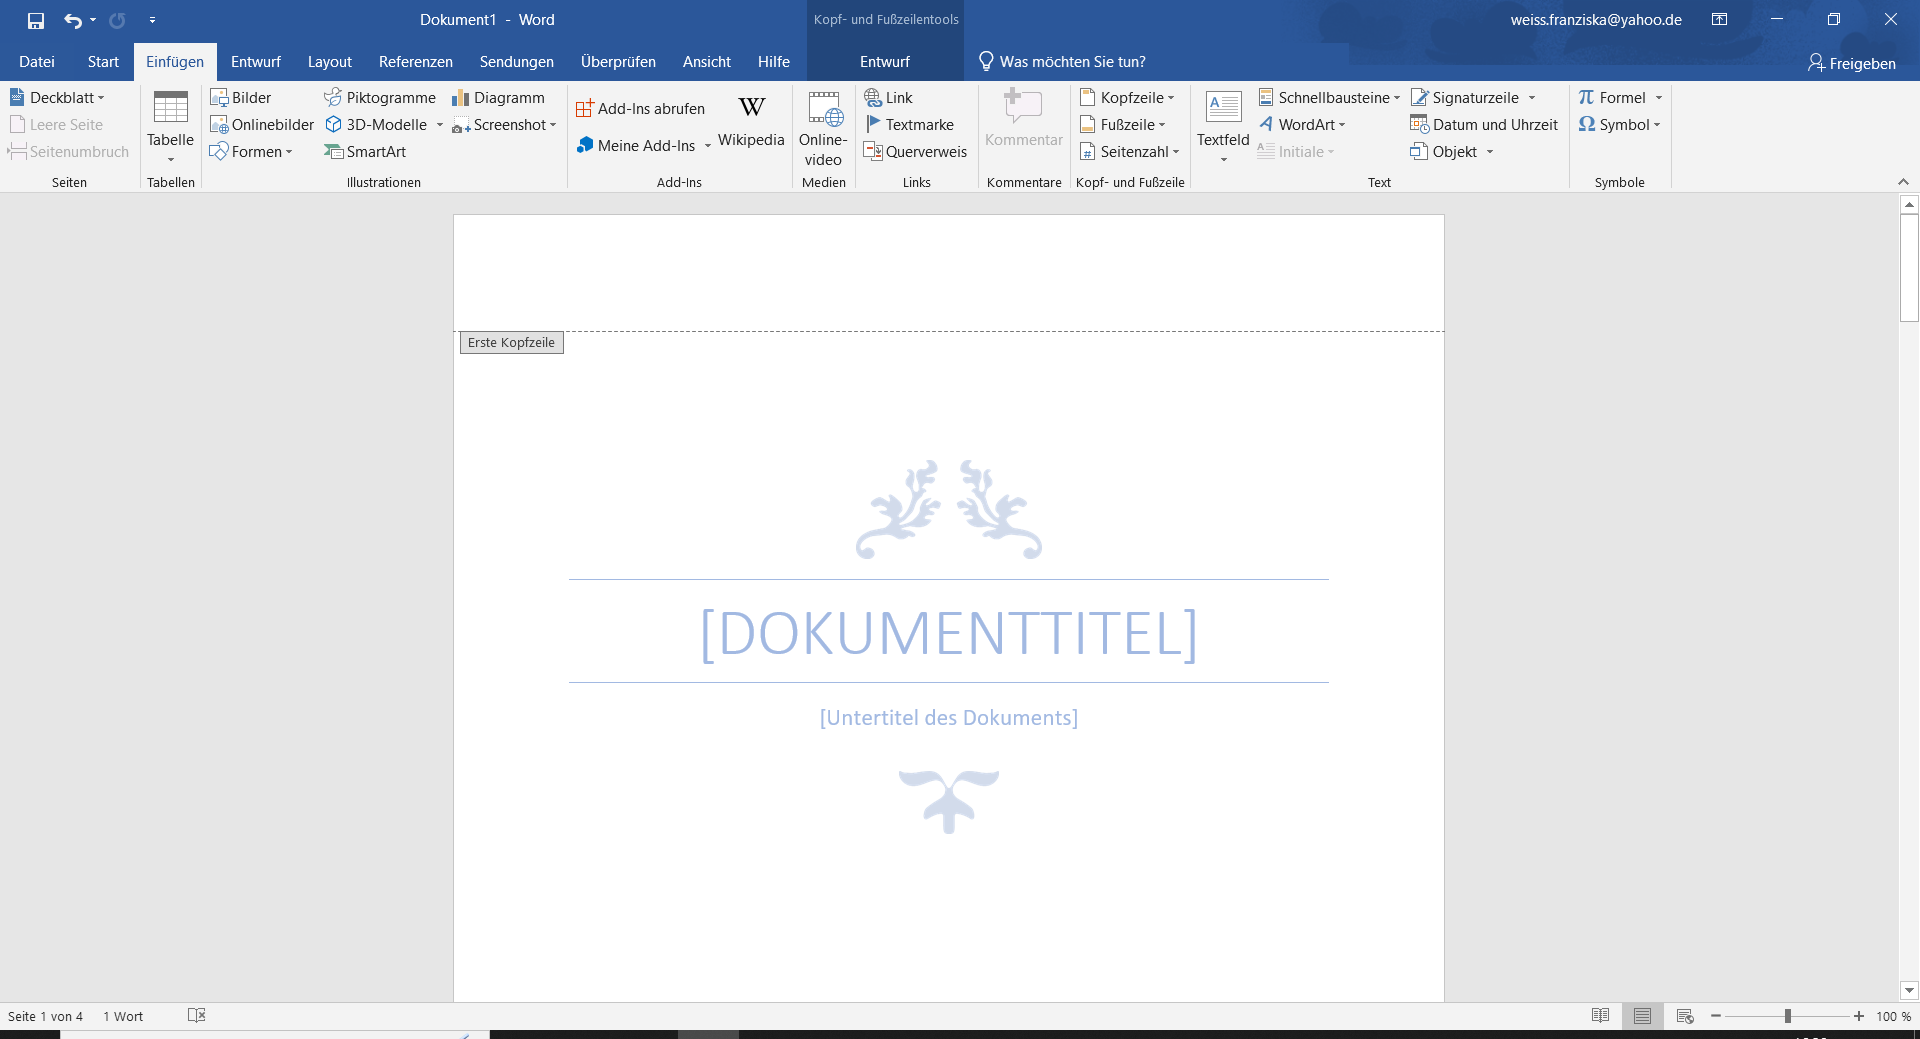 Dokument1 - Word
Kopf- und Fußzeilentools
weiss.franziska@yahoo.de
Datei
Start
Einfügen
Entwurf
Layout
Referenzen
Sendungen
Überprüfen
Ansicht
Hilfe
Entwurf
Was möchten Sie tun?
Freigeben
Deckblatt
Leere Seite
Seitenumbruch
Seiten
Tabelle
Tabellen
Bilder
Onlinebilder
Formen
Piktogramme
3D-Modelle
SmartArt
Diagramm
Screenshot
Illustrationen
Add-Ins abrufen
Meine Add-Ins
W
Wikipedia
Add-Ins
Online-
video
Medien
Link
Textmarke
Querverweis
Links
Kommentar
Kommentare
Kopfzeile
Fußzeile
Seitenzahl
Kopf- und Fußzeile
Textfeld
Schnellbausteine
WordArt
Initiale
Signaturzeile
Datum und Uhrzeit
Objekt
Text
π Formel
Ω Symbol
Symbole
Erste Kopfzeile
[DOKUMENTTITEL]
[Untertitel des Dokuments]
Seite 1 von 4
1 Wort
100 %